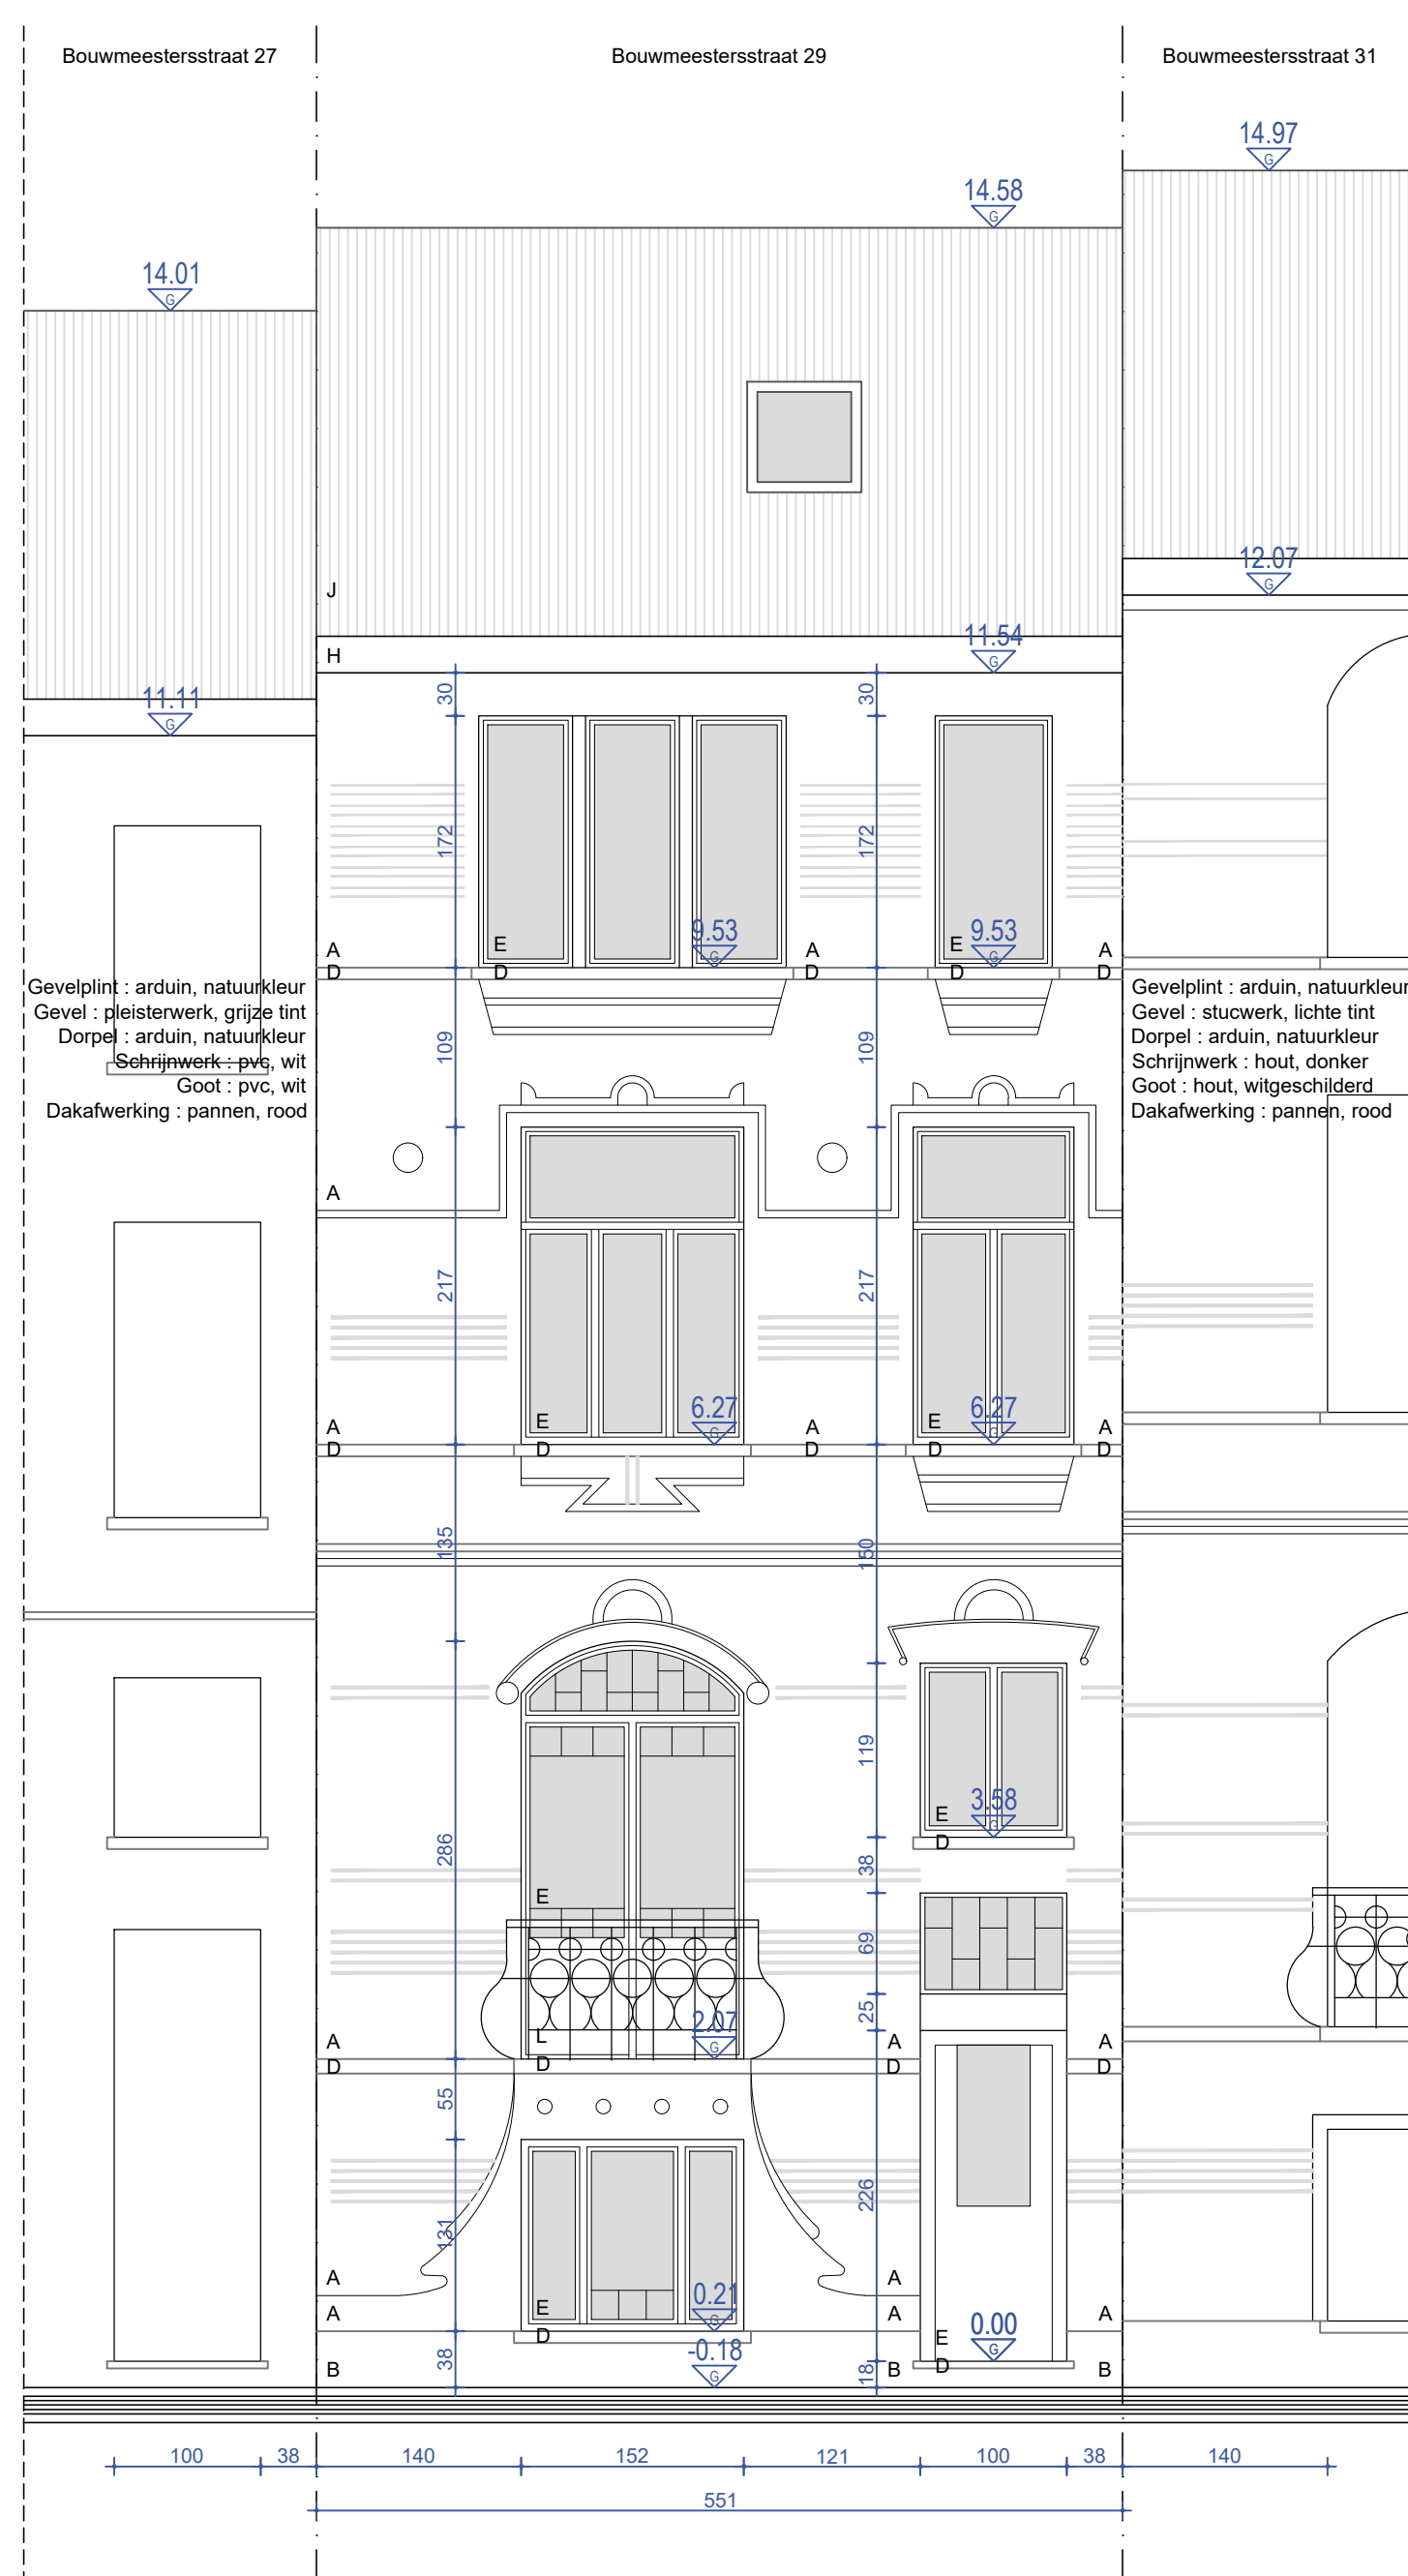 Bouwmeestersstraat 27
Bouwmeestersstraat 29
Bouwmeestersstraat 31
14.97
G
14.58
G
14.01
G
12.07
G
J
11.54
G
H
11.11
G
30
30
172
172
E
9.53
G
E
9.53
G
A
A
A
D
D
D
D
D
Gevelplint : arduin, natuurkleur
Gevel : pleisterwerk, grijze tint
Dorpel : arduin, natuurkleur
Schrijnwerk : pvc, wit
Goot : pvc, wit
Dakafwerking : pannen, rood
Gevelplint : arduin, natuurkleur
Gevel : stucwerk, lichte tint
Dorpel : arduin, natuurkleur
Schrijnwerk : hout, donker
Goot : hout, witgeschilderd
Dakafwerking : pannen, rood
109
109
A
217
217
E
6.27
G
E
6.27
G
A
A
A
D
D
D
D
D
135
150
119
E
3.58
G
D
286
38
E
69
25
L
2.07
G
A
A
A
D
D
D
D
55
226
131
A
A
E
0.21
G
A
A
A
0.00
G
D
E
38
-0.18
G
B
18
B
D
B
100
38
140
152
121
100
38
140
551